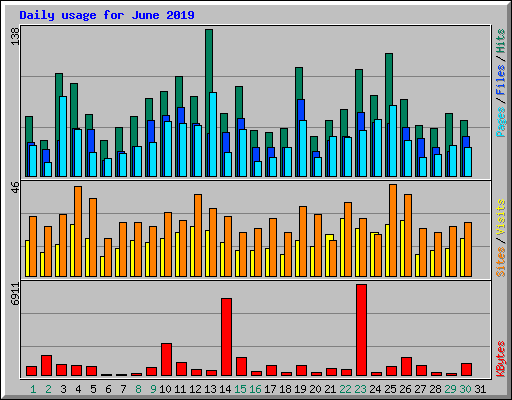 Daily usage for June 2019
138
Pages / Files / Hits
46
Sites / Visits
6911
KBytes
1 2 3 4 5 6 7 8 9 10 11 12 13 14 15 16 17 18 19 20 21 22 23 24 25 26 27 28 29 30 31